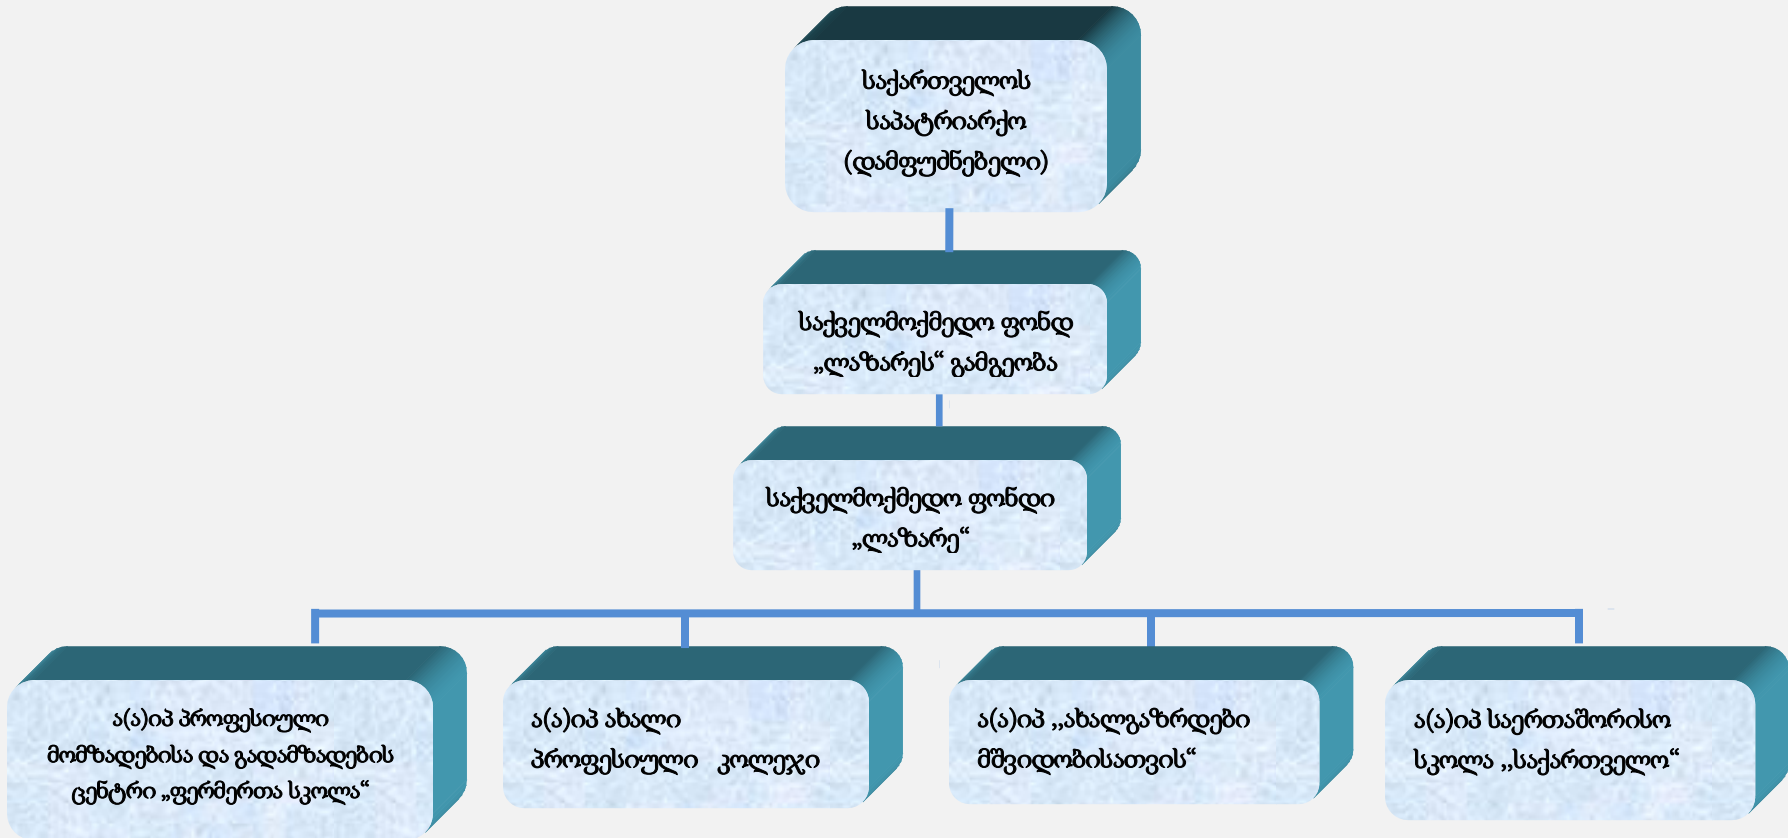 საქართველოს
საპატრიარქო
(დამფუძნებელი)
საქველმოქმედო ფონდ
„ლაზარეს“ გამგეობა
საქველმოქმედო ფონდი
„ლაზარე“
ა(ა)იპ პროფესიული
მომზადებისა და გადამზადების
ცენტრი „ფერმერთა სკოლა“
ა(ა)იპ ახალი
პროფესიული კოლეჯი
ა(ა)იპ ,,ახალგაზრდები
მშვიდობისათვის“
ა(ა)იპ საერთაშორისო
სკოლა ,,საქართველო“